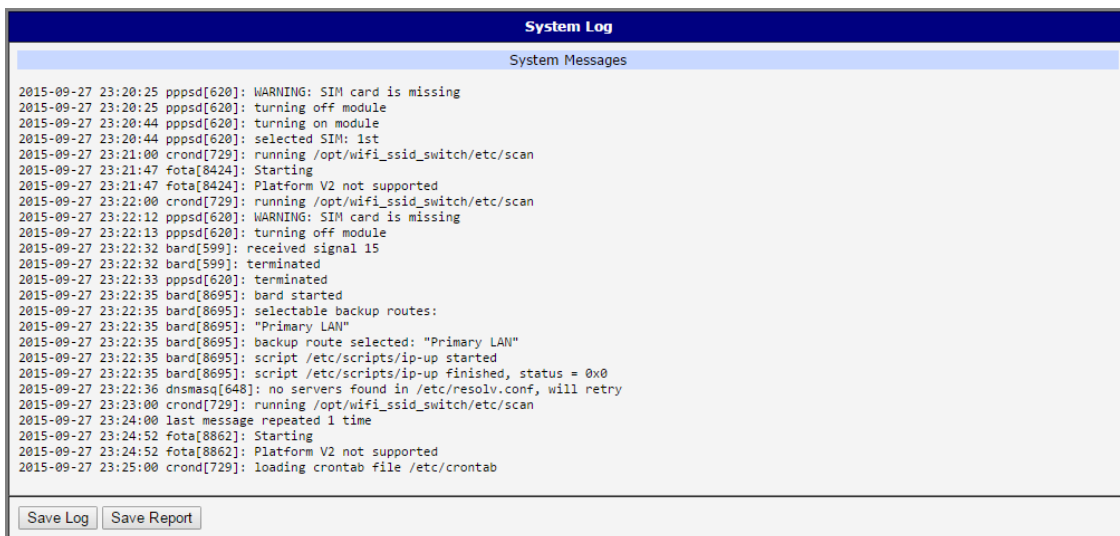 System Log
System Messages
2015-09-27 23:20:25 pppsd[620]: WARNING: SIM card is missing
2015-09-27 23:20:25 pppsd[620]: turning off module
2015-09-27 23:20:44 pppsd[620]: turning on module
2015-09-27 23:20:44 pppsd[620]: selected SIM: 1st
2015-09-27 23:21:00 crond[729]: running /opt/wifi_ssid_switch/etc/scan
2015-09-27 23:21:47 fota[8424]: Starting
2015-09-27 23:21:47 fota[8424]: Platform V2 not supported
2015-09-27 23:22:00 crond[729]: running /opt/wifi_ssid_switch/etc/scan
2015-09-27 23:22:12 pppsd[620]: WARNING: SIM card is missing
2015-09-27 23:22:13 pppsd[620]: turning off module
2015-09-27 23:22:32 bard[599]: received signal 15
2015-09-27 23:22:32 bard[599]: terminated
2015-09-27 23:22:33 pppsd[620]: terminated
2015-09-27 23:22:35 bard[8695]: bard started
2015-09-27 23:22:35 bard[8695]: selectable backup routes:
2015-09-27 23:22:35 bard[8695]: "Primary LAN"
2015-09-27 23:22:35 bard[8695]: backup route selected: "Primary LAN"
2015-09-27 23:22:35 bard[8695]: script /etc/scripts/ip-up started
2015-09-27 23:22:35 bard[8695]: script /etc/scripts/ip-up finished, status = 0x0
2015-09-27 23:22:36 dnsmasq[648]: no servers found in /etc/resolv.conf, will retry
2015-09-27 23:23:00 crond[729]: running /opt/wifi_ssid_switch/etc/scan
2015-09-27 23:24:00 last message repeated 1 time
2015-09-27 23:24:52 fota[8862]: Starting
2015-09-27 23:24:52 fota[8862]: Platform V2 not supported
2015-09-27 23:25:00 crond[729]: loading crontab file /etc/crontab
Save Log Save Report